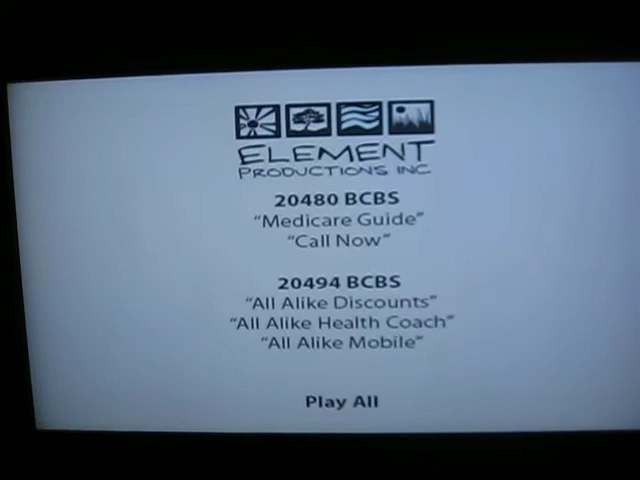 ELEMENT
PRODUCTIONS INC
20480 BCBS
“Medicare Guide”
“Call Now”
20494 BCBS
“All Alike Discounts”
“All Alike Health Coach”
“All Alike Mobile”
Play All